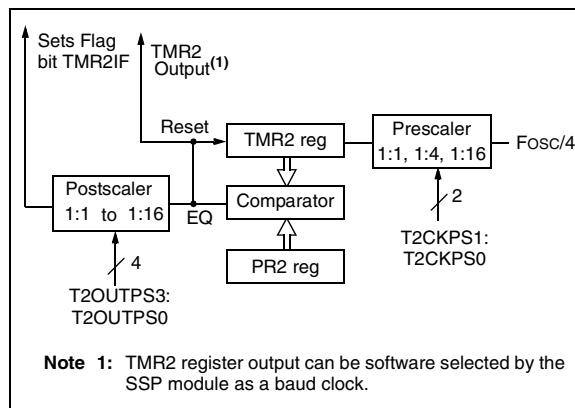 Sets Flag
bit TMR2IF
TMR2
Output(1)
Reset
TMR2 reg
Prescaler
1:1, 1:4, 1:16
FOSC/4
Postscaler
1:1 to 1:16
EQ
Comparator
2
T2CKPS1:
T2CKPS0
PR2 reg
4
T2OUTPS3:
T2OUTPS0
Note 1: TMR2 register output can be software selected by the
SSP module as a baud clock.